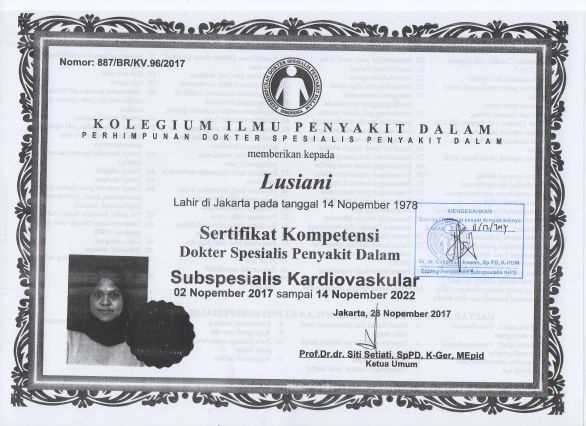 Nomor: 887/BR/KV.96/2017
KOLEGIUM ILMU PENYAKIT DALAM
PERHIMPUNAN DOKTER SPESIALIS PENYAKIT DALAM
memberikan kepada
Lusiani
Lahir di Jakarta pada tanggal 14 Nopember 1978
MENGESAHKAN
Sertifikat Kompetensi
Dokter Spesialis Penyakit Dalam
Subspesialis Kardiovaskular
02 Nopember 2017 sampai 14 Nopember 2022
Jakarta, 28 Nopember 2017
Prof.Dr.dr. Siti Setiati, SpPD, K-Ger, MEpid
Ketua Umum